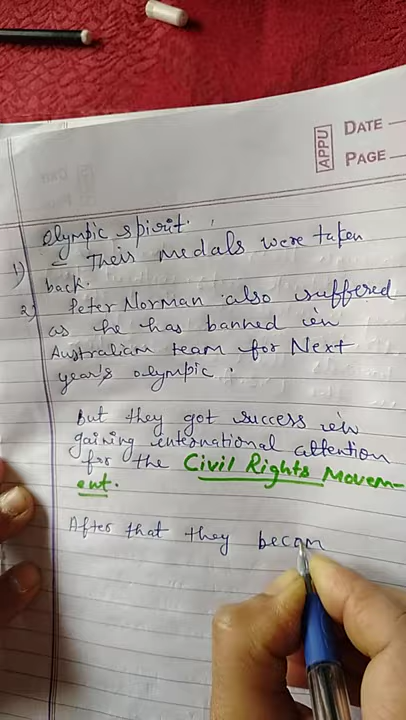 APPU
DATE
PAGE
Olympic spirit.
1) - Their medals were taken
back.
2) Peter Norman also suffered
as he has banned in
Australian team for Next
year's olympic.
But they got success in
gaining international attention
for the Civil Rights Movem-
ent.
After that they becom